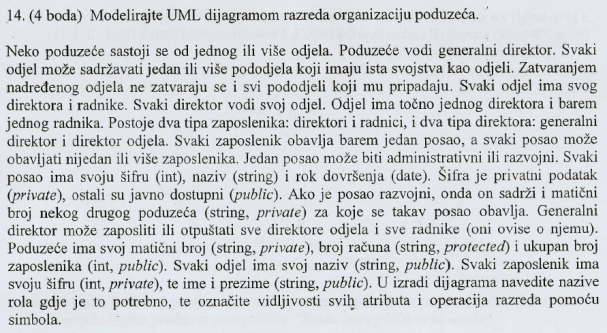 14. (4 boda) Modelirajte UML dijagramom razreda organizaciju poduzeća.
Neko poduzeće sastoji se od jednog ili više odjela. Poduzeće vodi generalni direktor. Svaki
odjel može sadržavati jedan ili više pododjela koji imaju ista svojstva kao odjeli. Zatvaranjem
nadređenog odjela ne zatvaraju se i svi pododjeli koji mu pripadaju. Svaki odjel ima svog
direktora i radnike. Svaki direktor vodi svoj odjel. Odjel ima točno jednog direktora i barem
jednog radnika. Postoje dva tipa zaposlenika: direktori i radnici, i dva tipa direktora: generalni
direktor i direktor odjela. Svaki zaposlenik obavlja barem jedan posao, a svaki posao može
obavljati nijedan ili više zaposlenika. Jedan posao može biti administrativni ili razvojni. Svaki
posao ima svoju šifru (int), naziv (string) i rok dovršenja (date). Šifra je privatni podatak
(private), ostali su javno dostupni (public). Ako je posao razvojni, onda on sadrži i matični
broj nekog drugog poduzeća (string, private) za koje se takav posao obavlja. Generalni
direktor može zaposliti ili otpuštati sve direktore odjela i sve radnike (oni ovise o njemu).
Poduzeće ima svoj matični broj (string, private), broj računa (string, protected) i ukupan broj
zaposlenika (int, public). Svaki odjel ima svoj naziv (string, public). Svaki zaposlenik ima
svoju šifru (int, private), te ime i prezime (string, public). U izradi dijagrama navedite nazive
rola gdje je to potrebno, te označite vidljivosti svih atributa i operacija razreda pomoću
simbola.